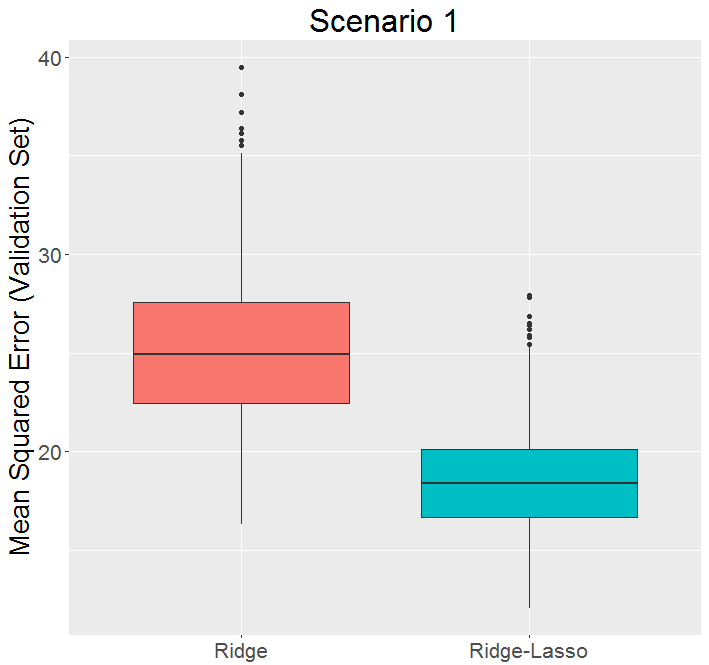 Scenario 1
Mean Squared Error (Validation Set)
40
30
20
Ridge
Ridge-Lasso